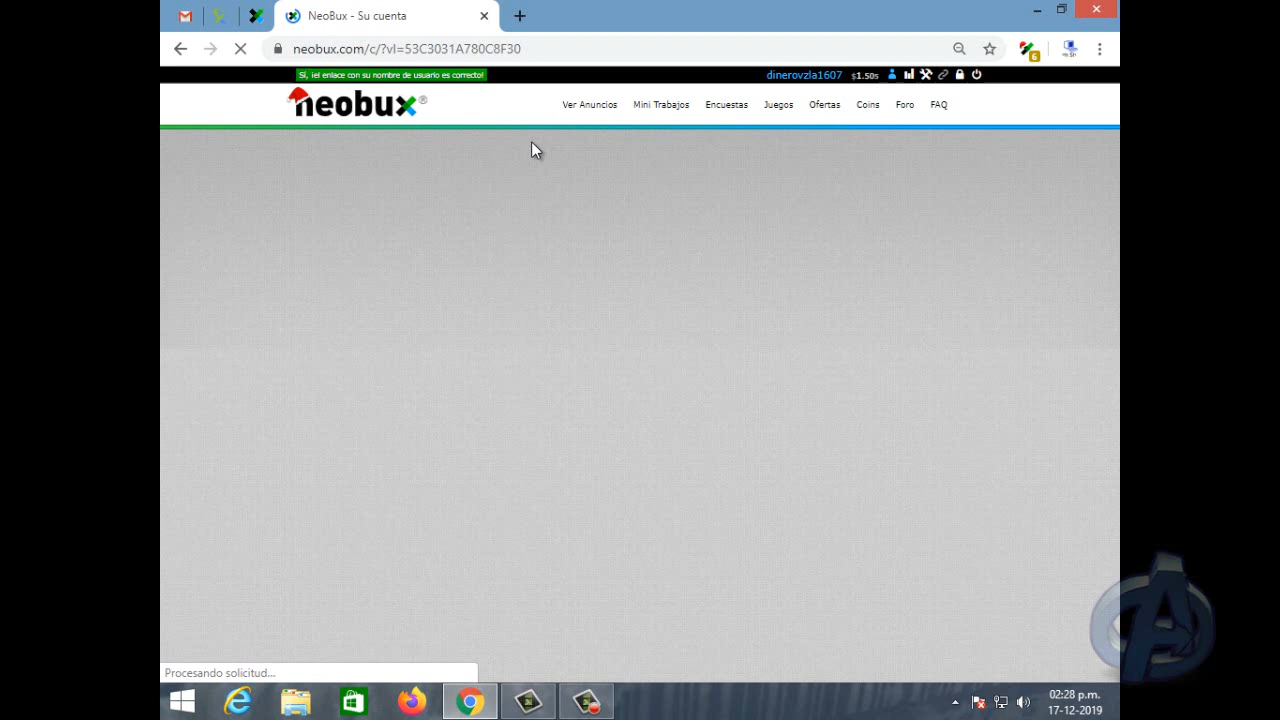 NeoBux - Su cuenta
neobux.com/c/?vl=53C3031A780C8F30
6
Sí, ¡el enlace con su nombre de usuario es correcto!
dinerovzla1607 $1.505
neobux®
Ver Anuncios Mini Trabajos Encuestas Juegos Ofertas Coins Foro FAQ
Procesando solicitud...
02:28 p.m.
17-12-2019